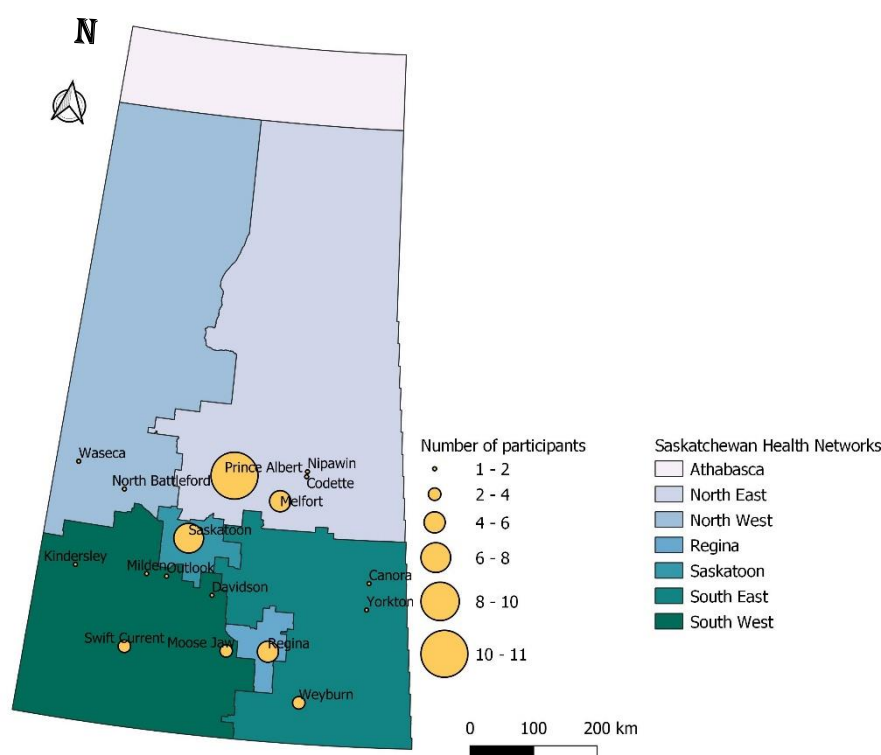 N
Waseca
North Battleford
Prince Albert
Nipawin
Codette
Melfort
Saskatoon
Kindersley
Milden
Outlook
Davidson
Canora
Yorkton
Swift Current
Moose Jaw
Regina
Weyburn
Number of participants
1 - 2
2 - 4
4 - 6
6 - 8
8 - 10
10 - 11
Saskatchewan Health Networks
Athabasca
North East
North West
Regina
Saskatoon
South East
South West
0 100 200 km